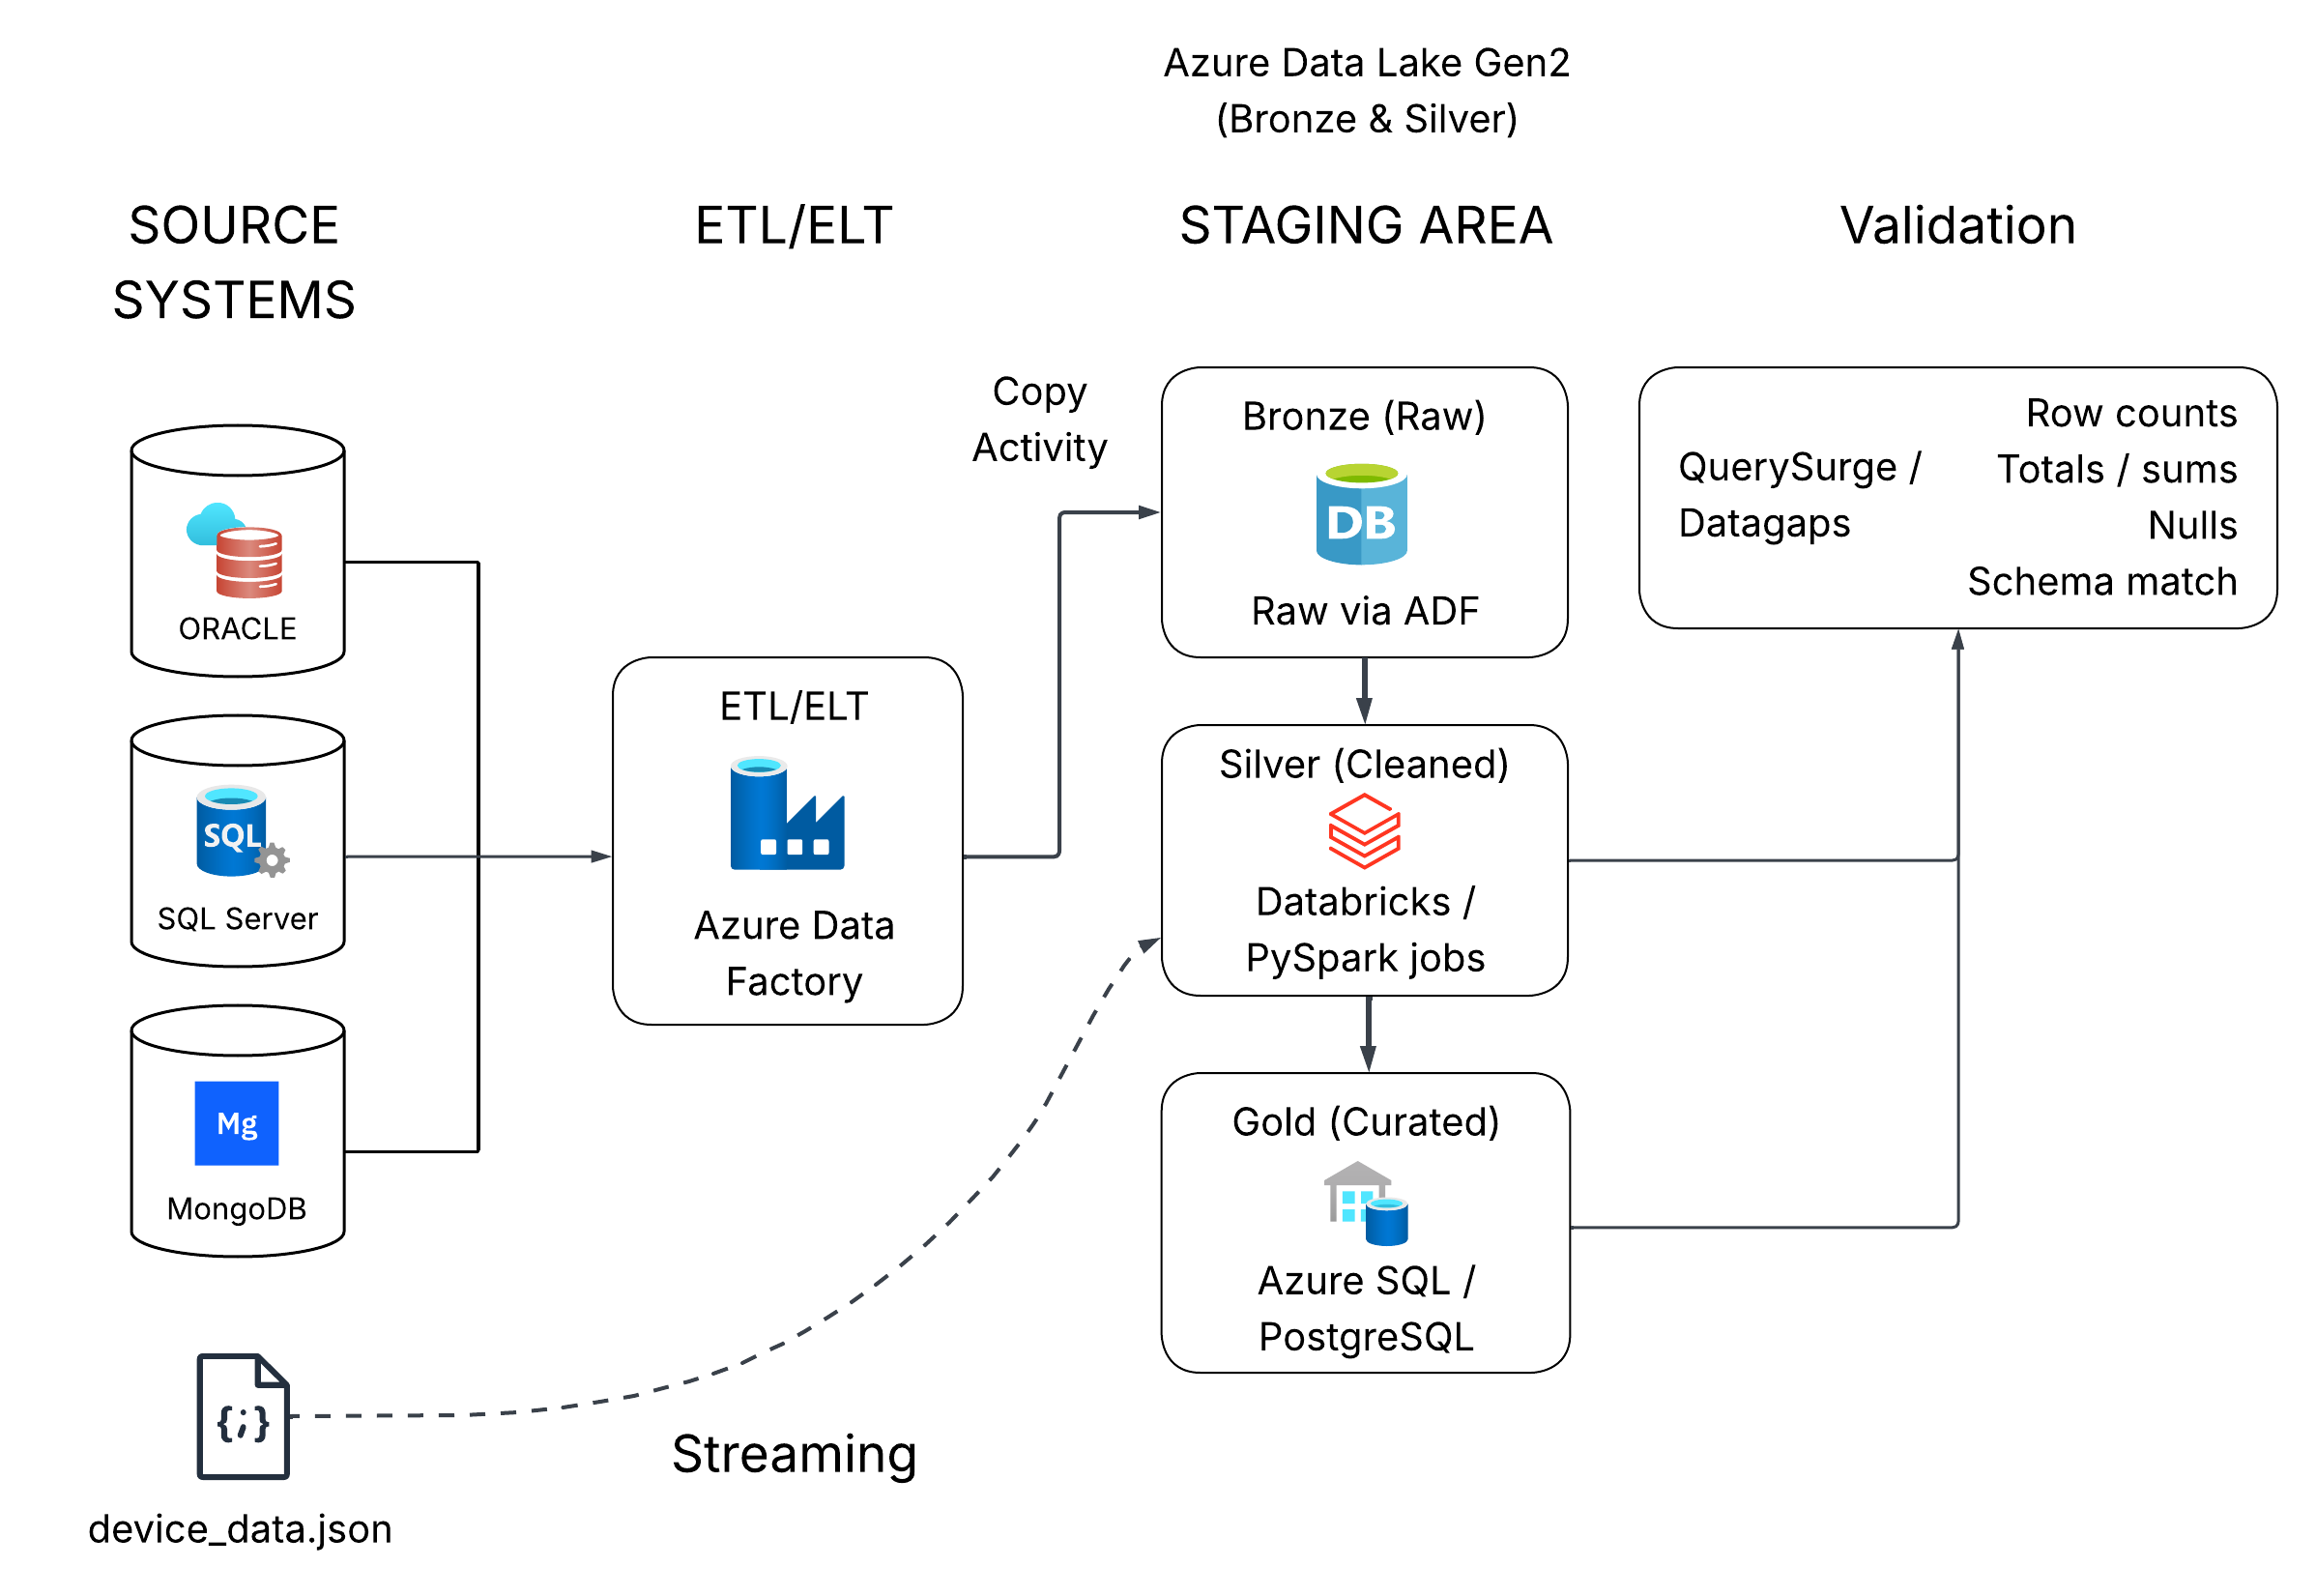 Azure Data Lake Gen2
(Bronze & Silver)
SOURCE
SYSTEMS
ETL/ELT
STAGING AREA
Validation
ORACLE
SQL
SQL Server
Mg
MongoDB
{;}
device_data.json
ETL/ELT
Azure Data
Factory
Copy
Activity
Streaming
Bronze (Raw)
DB
Raw via ADF
Silver (Cleaned)
Databricks /
PySpark jobs
Gold (Curated)
Azure SQL /
PostgreSQL
QuerySurge /
Datagaps
Row counts
Totals / sums
Nulls
Schema match